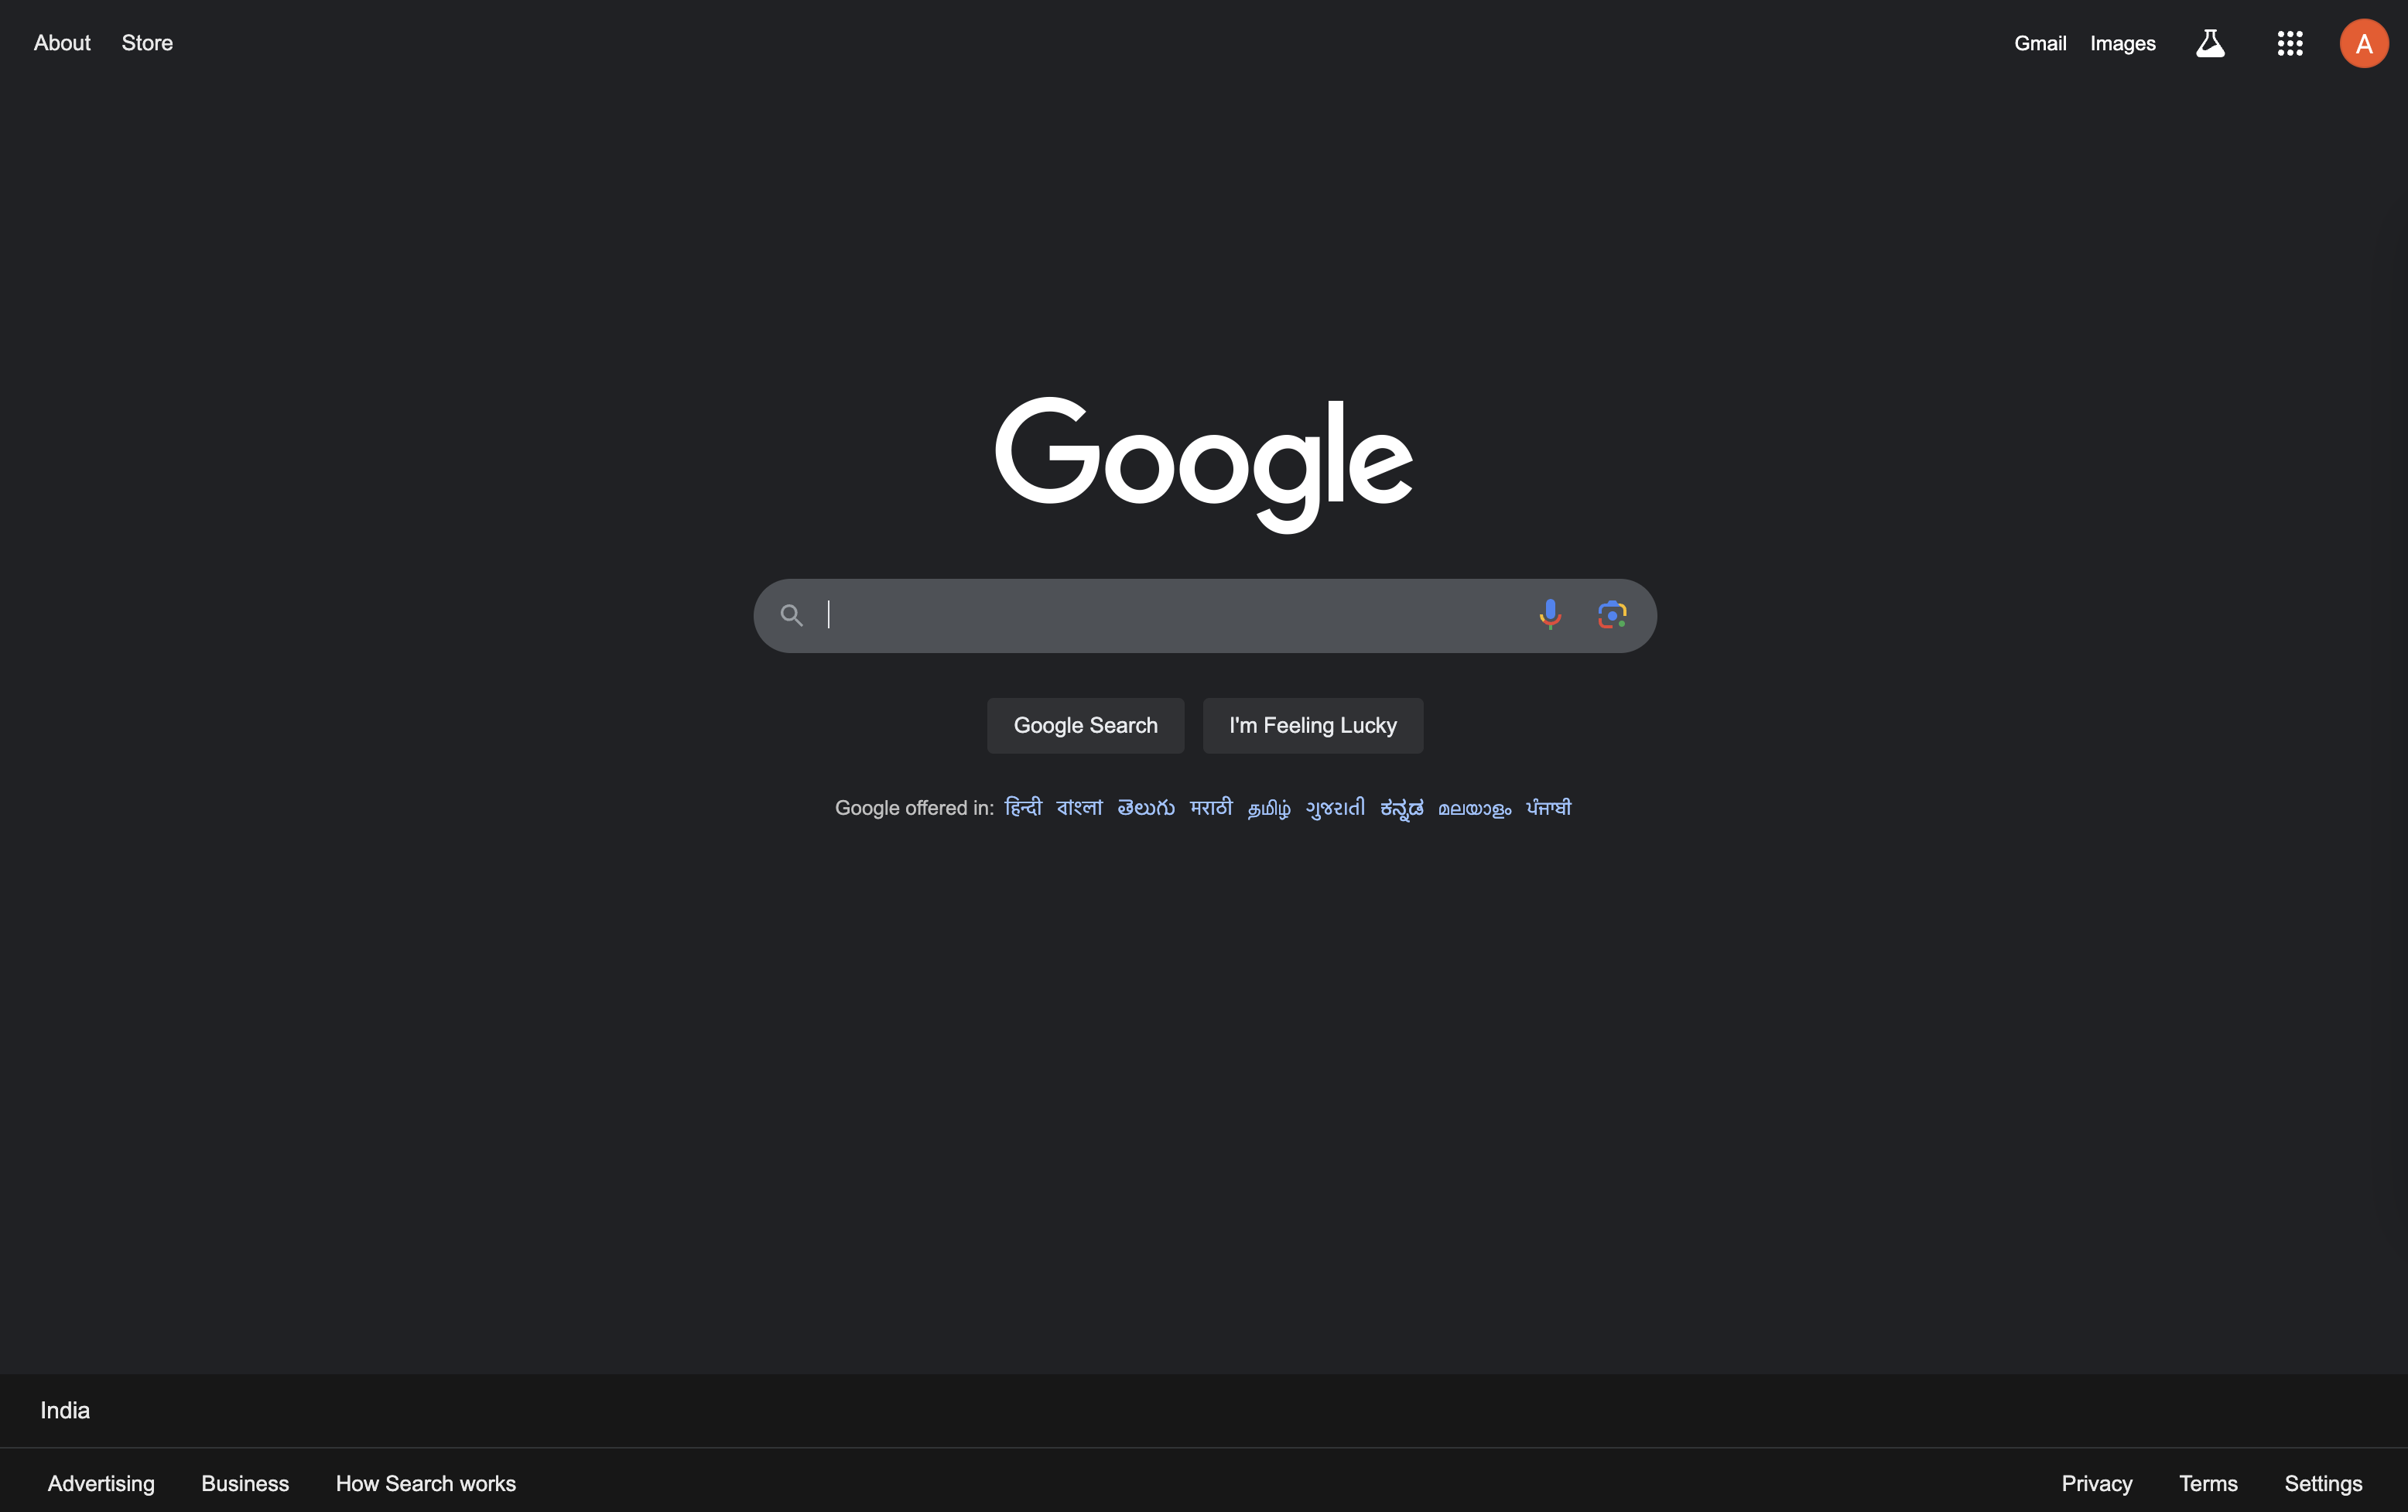 About Store Gmail Images A
Google
Google Search I'm Feeling Lucky
Google offered in: हिन्दी বাংলা తెలుగు मराठी தமிழ் ગુજરાતી ಕನ್ನಡ മലയാളം ਪੰਜਾਬੀ
India
Advertising Business How Search works Privacy Terms Settings